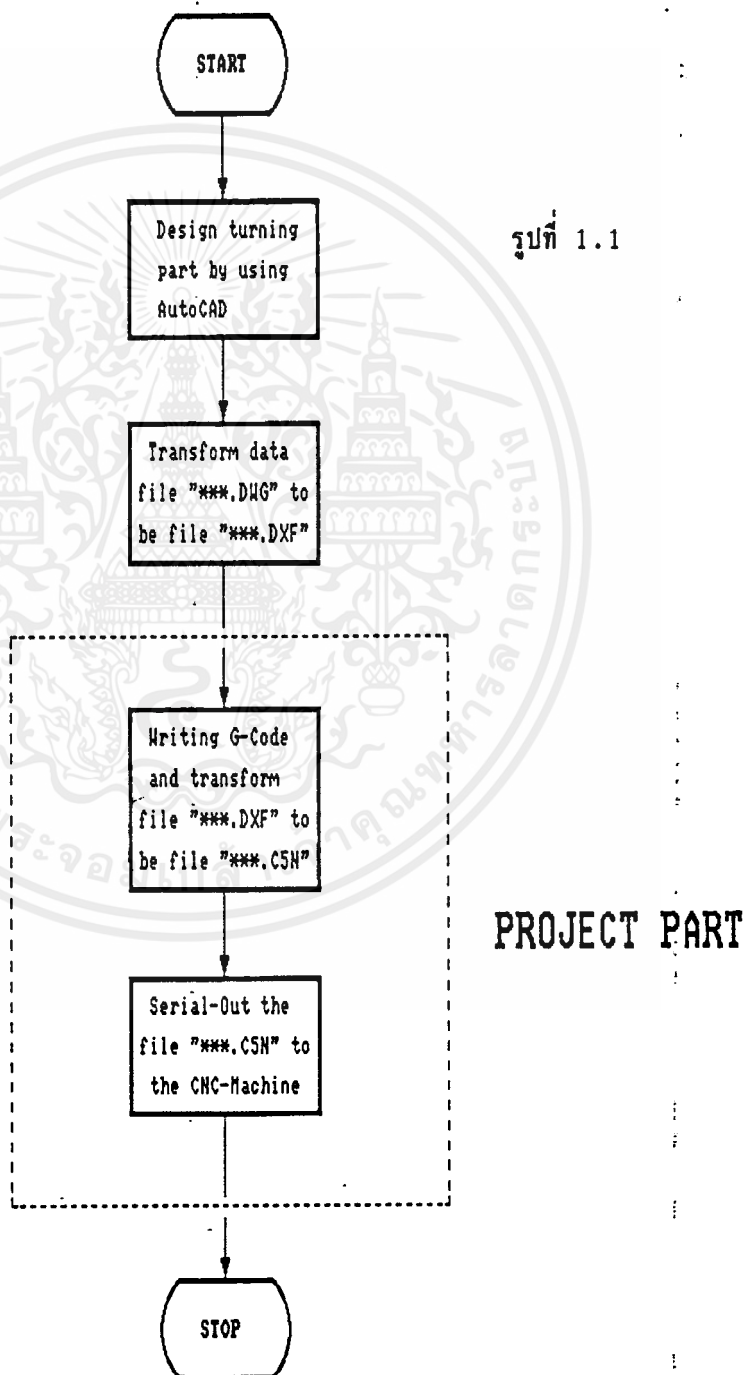 START
Design turning
part by using
AutoCAD
รูปที่ 1.1
Transform data
file "***.DWG" to
be file "***.DXF"
Writing G-Code
and transform
file "***.DXF" to
be file "***.C5N"
PROJECT PART
Serial-Out the
file "***.C5N" to
the CNC-Machine
STOP